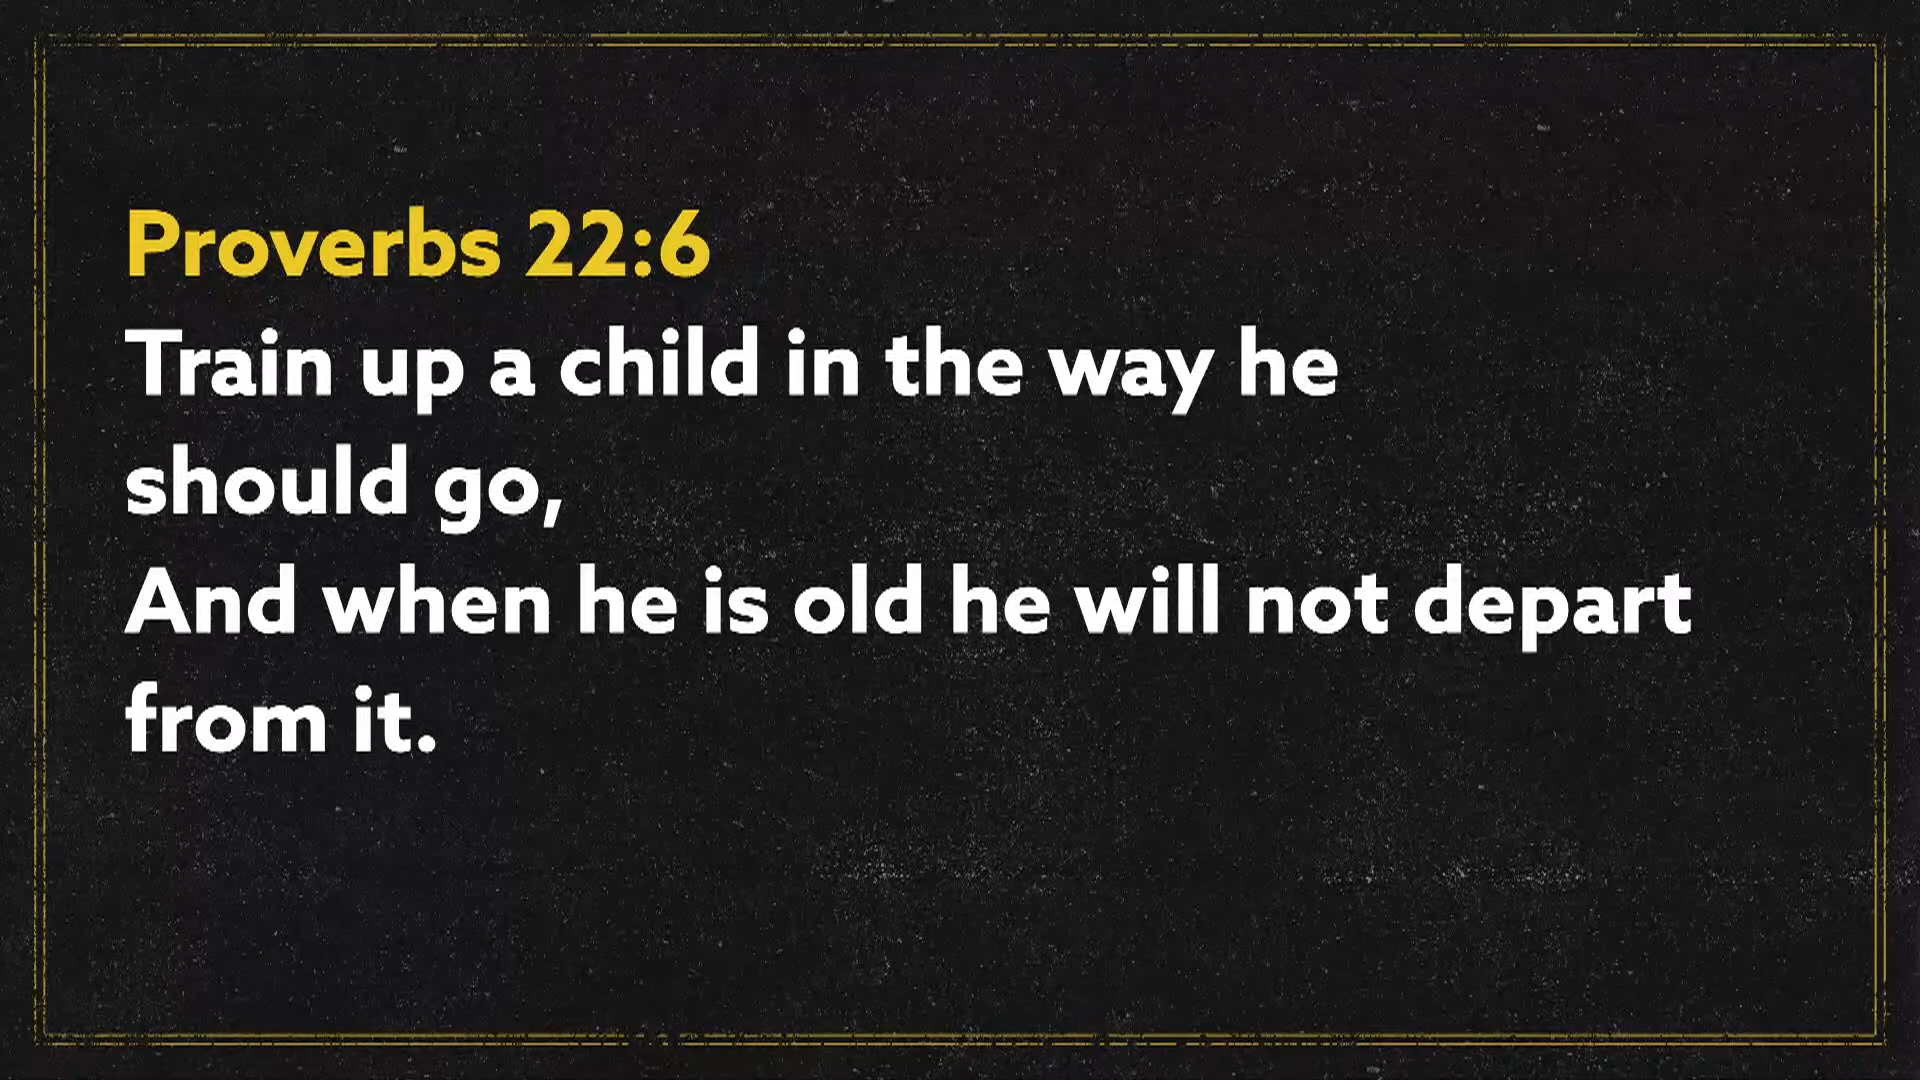 Proverbs 22:6
Train up a child in the way he
should go,
And when he is old he will not depart
from it.